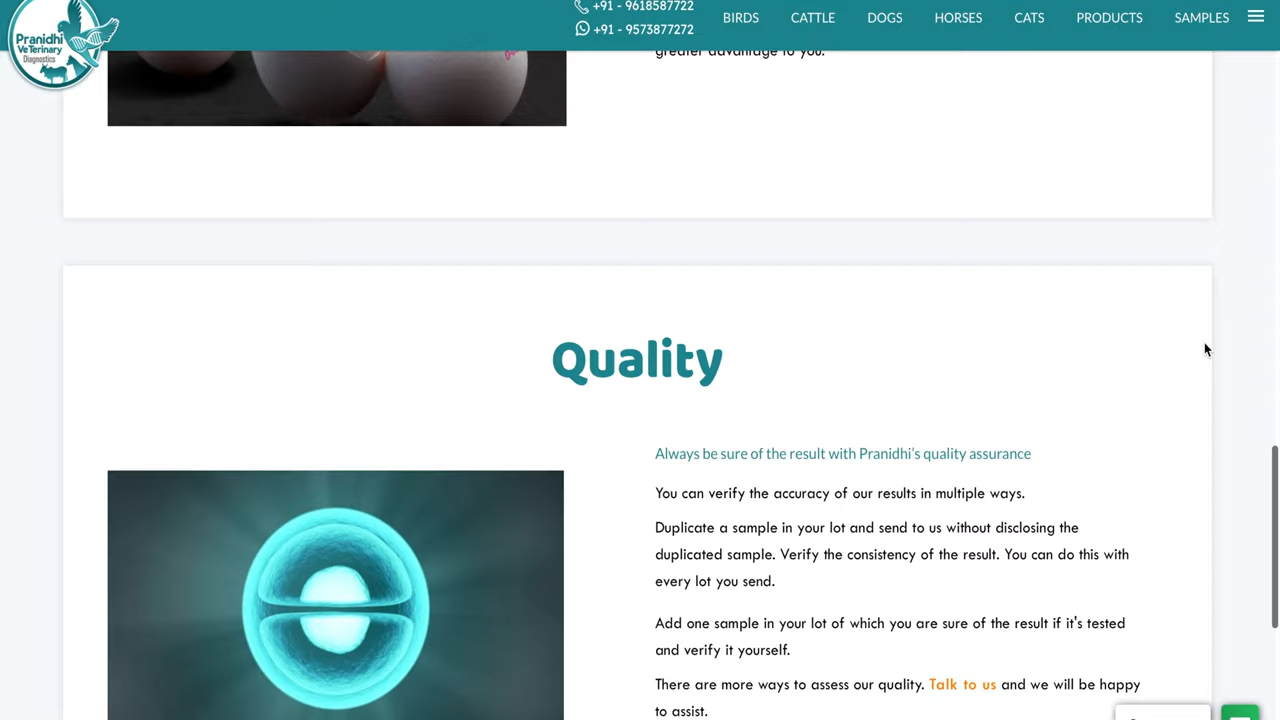 Pranidhi
VeTerinary
Diagnostics
+91 - 9618587722
+91 - 9573877272
BIRDS
CATTLE
DOGS
HORSES
CATS
PRODUCTS
SAMPLES
greater advantage to you.
Quality
Always be sure of the result with Pranidhi’s quality assurance
You can verify the accuracy of our results in multiple ways.
Duplicate a sample in your lot and send to us without disclosing the
duplicated sample. Verify the consistency of the result. You can do this with
every lot you send.
Add one sample in your lot of which you are sure of the result if it's tested
and verify it yourself.
There are more ways to assess our quality. Talk to us and we will be happy
to assist.